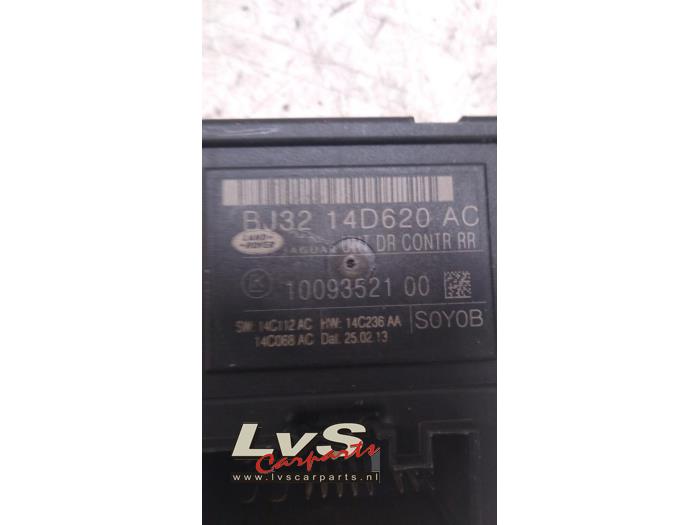 BJ32 14D620 AC
LAND ROVER
JAGUAR UNT DR CONTR RR
10093521 00
SW: 14C112 AC HW: 14C236 AA
14C068 AC Dat: 25.02.13
S0Y0B
LvS
Carparts
www.lvscarparts.nl